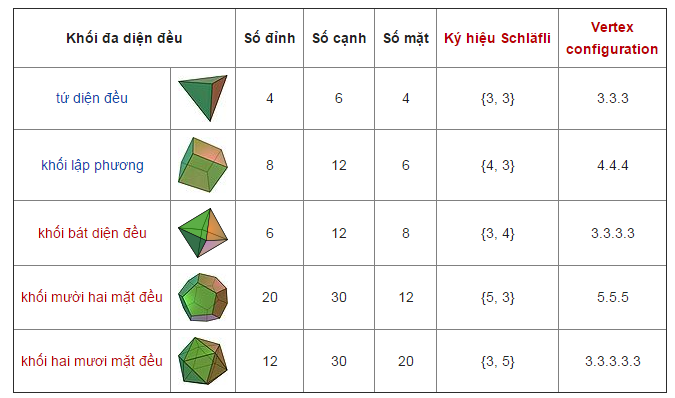 Khối đa diện đều Số đỉnh Số cạnh Số mặt Ký hiệu Schläfli Vertex configuration
tứ diện đều 4 6 4 {3, 3} 3.3.3
khối lập phương 8 12 6 {4, 3} 4.4.4
khối bát diện đều 6 12 8 {3, 4} 3.3.3.3
khối mười hai mặt đều 20 30 12 {5, 3} 5.5.5
khối hai mươi mặt đều 12 30 20 {3, 5} 3.3.3.3.3